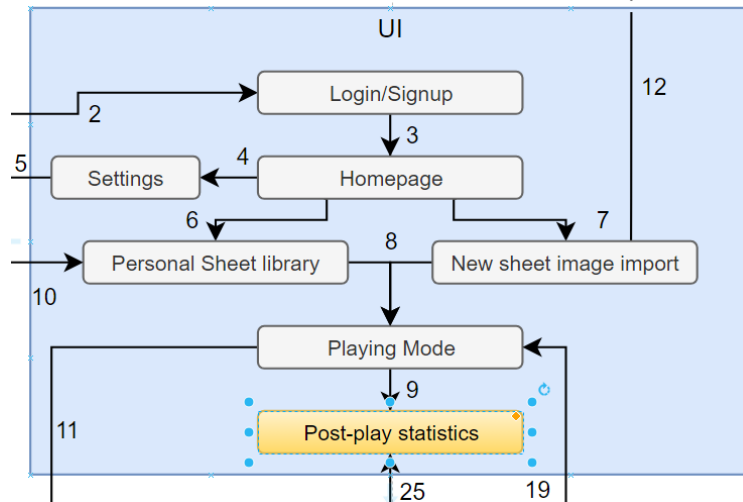 UI
12
Login/Signup
2
3
5
4
Settings
Homepage
6
7
8
Personal Sheet library
New sheet image import
10
Playing Mode
9
11
Post-play statistics
25
19